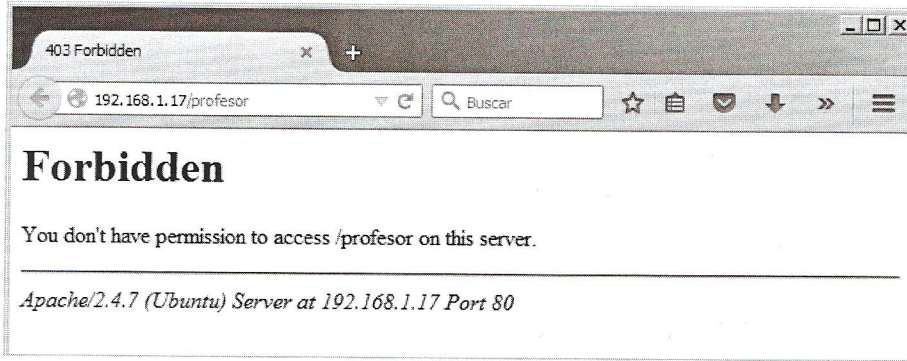 403 Forbidden
192.168.1.17/profesor
Buscar
Forbidden
You don't have permission to access /profesor on this server.
Apache/2.4.7 (Ubuntu) Server at 192.168.1.17 Port 80